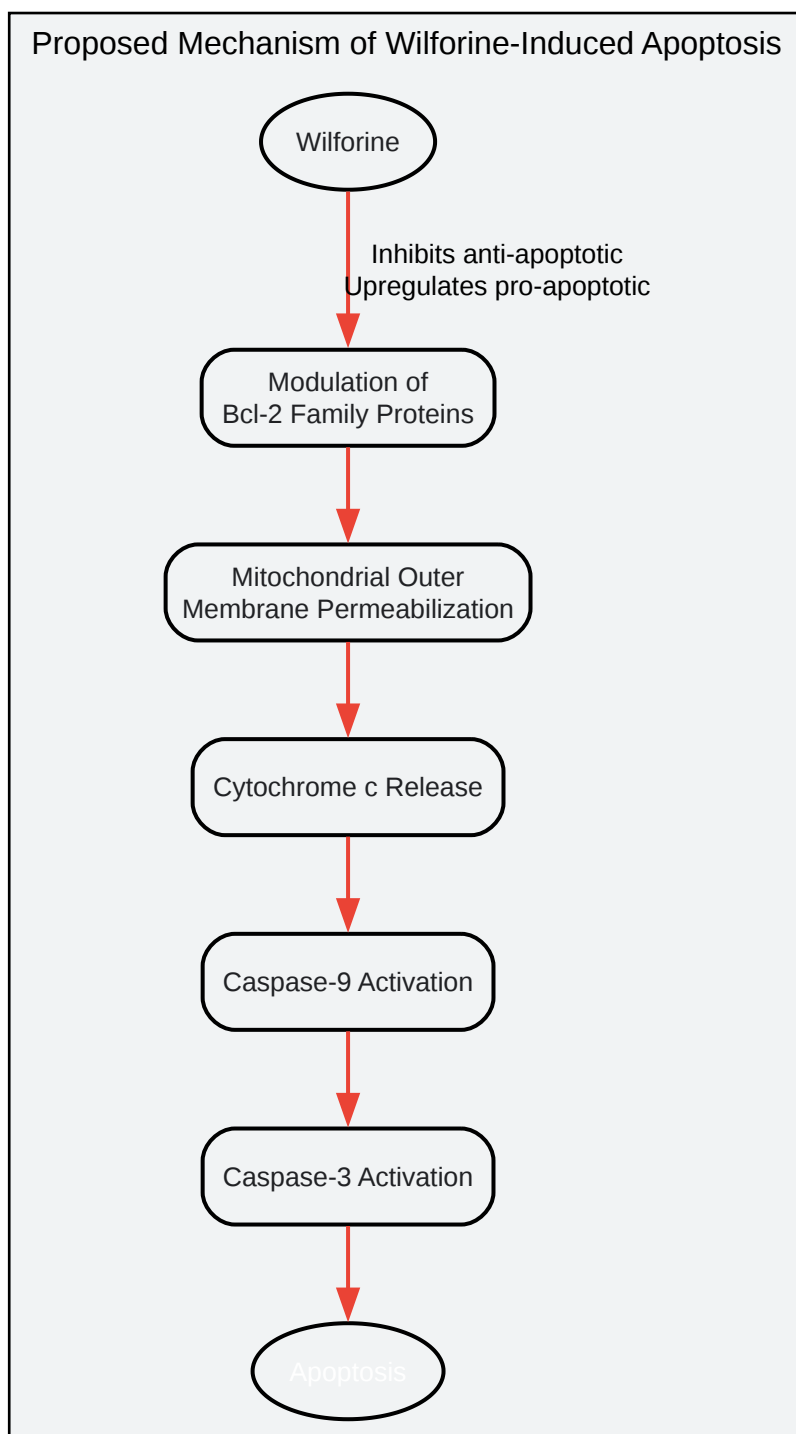 Proposed Mechanism of Wilforine-Induced Apoptosis
Wilforine
Inhibits anti-apoptotic
Upregulates pro-apoptotic
Modulation of
Bcl-2 Family Proteins
Mitochondrial Outer
Membrane Permeabilization
Cytochrome c Release
Caspase-9 Activation
Caspase-3 Activation
Apoptosis